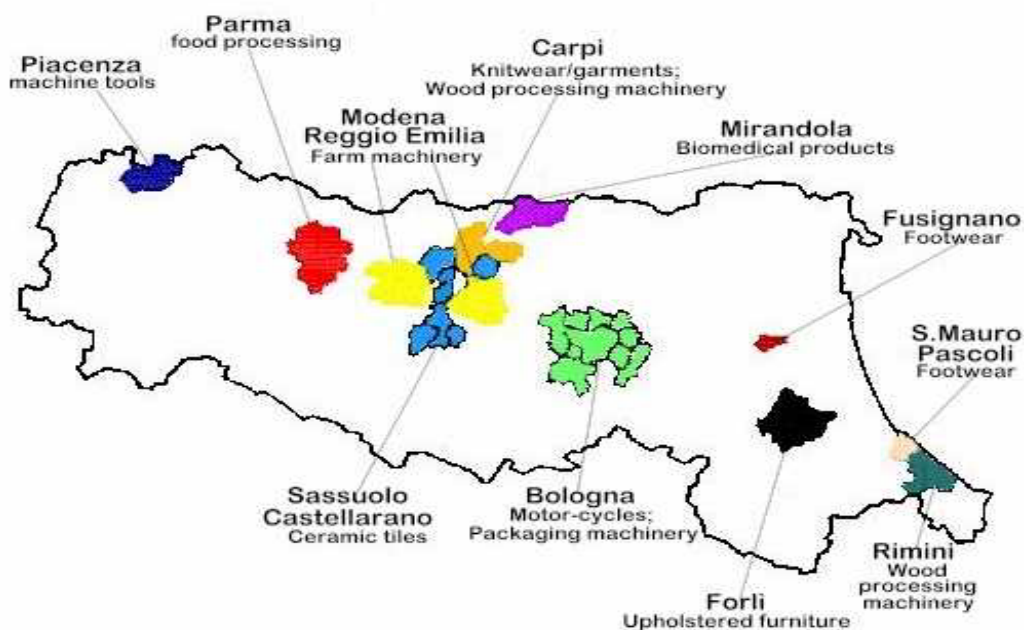 Parma
food processing
Piacenza
machine tools
Carpi
Knitwear/garments;
Wood processing machinery
Modena
Reggio Emilia
Farm machinery
Mirandola
Biomedical products
Fusignano
Footwear
S.Mauro
Pascoli
Footwear
Sassuolo
Castellarano
Ceramic tiles
Bologna
Motor-cycles;
Packaging machinery
Forlì
Upholstered furniture
Rimini
Wood
processing
machinery